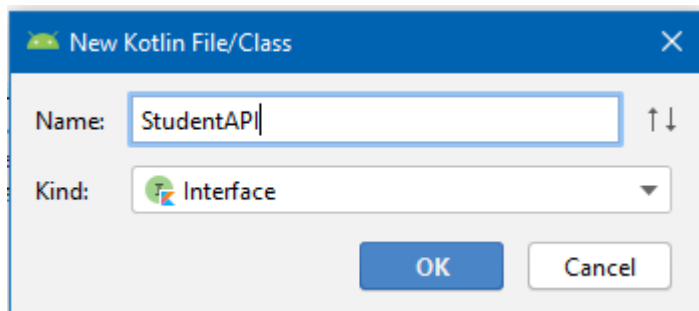 New Kotlin File/Class
Name: StudentAPI
Kind: Interface
OK Cancel